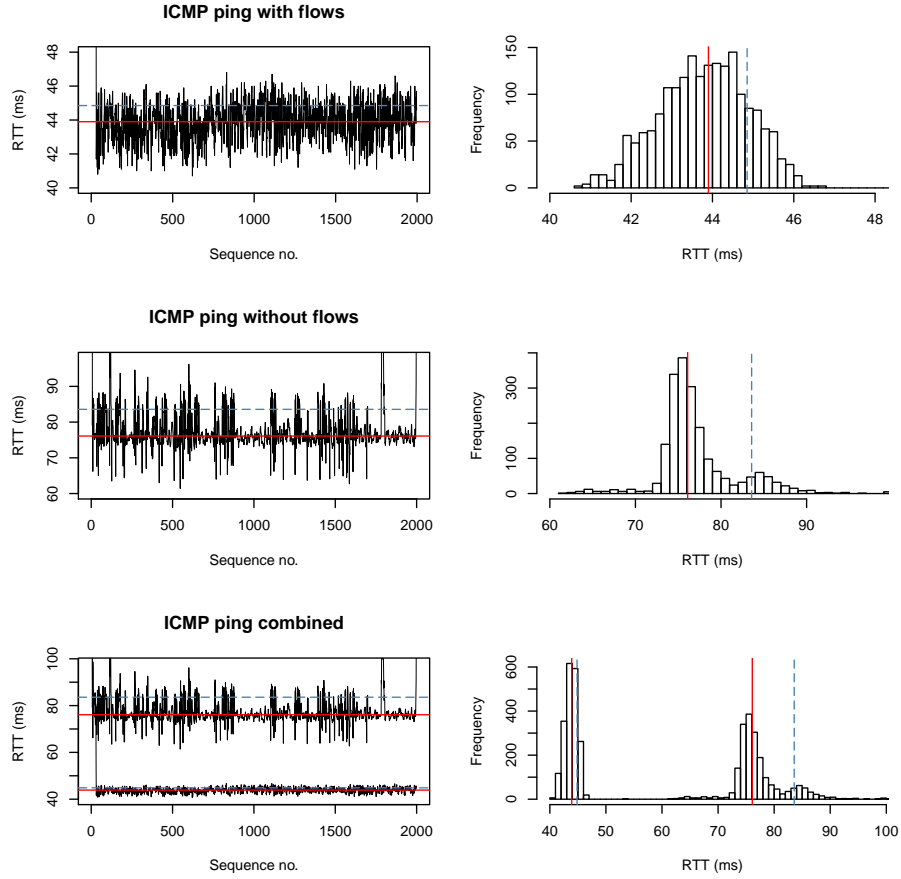 ICMP ping with flows
RTT (ms)
48
46
44
42
40
0 500 1000 1500 2000
Sequence no.
Frequency
150
100
50
0
40 42 44 46 48
RTT (ms)
ICMP ping without flows
RTT (ms)
90
80
70
60
0 500 1000 1500 2000
Sequence no.
Frequency
300
100
0
60 70 80 90
RTT (ms)
ICMP ping combined
RTT (ms)
100
80
60
40
0 500 1000 1500 2000
Sequence no.
Frequency
600
400
200
0
40 50 60 70 80 90 100
RTT (ms)